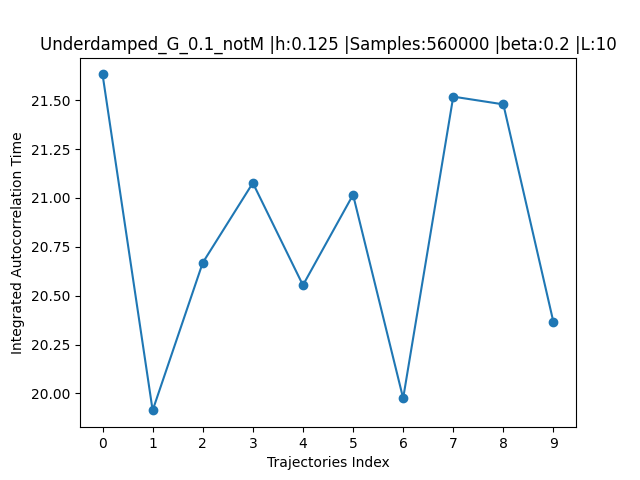 Underdamped_G_0.1_notM |h:0.125 |Samples:560000 |beta:0.2 |L:10
21.50
21.25
21.00
20.75
20.50
20.25
20.00
Integrated Autocorrelation Time
0 1 2 3 4 5 6 7 8 9
Trajectories Index